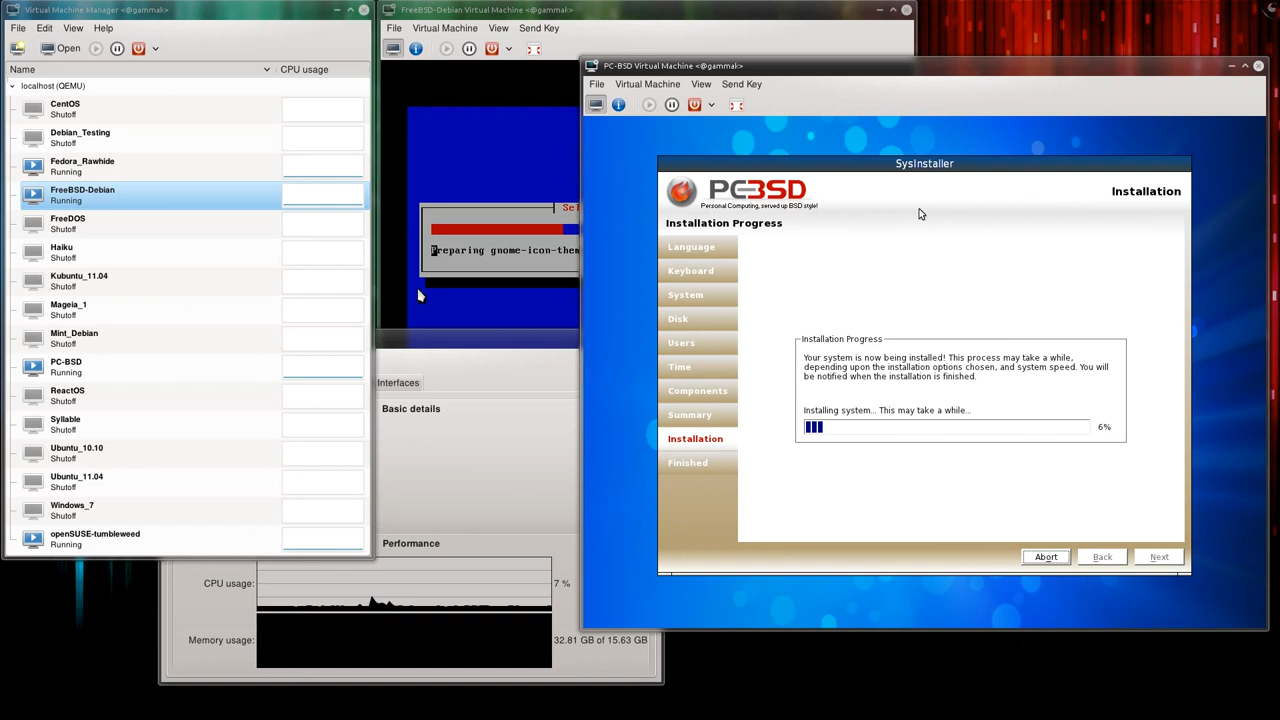 Virtual Machine Manager <@gammak>
File Edit View Help
Open
Name CPU usage
localhost (QEMU)
CentOS
Shutoff
Debian_Testing
Shutoff
Fedora_Rawhide
Running
FreeBSD-Debian
Running
FreeDOS
Shutoff
Haiku
Shutoff
Kubuntu_11.04
Shutoff
Mageia_1
Shutoff
Mint_Debian
Shutoff
PC-BSD
Running
ReactOS
Shutoff
Syllable
Shutoff
Ubuntu_10.10
Shutoff
Ubuntu_11.04
Shutoff
Windows_7
Shutoff
openSUSE-tumbleweed
Running
FreeBSD-Debian Virtual Machine <@gammak>
File Virtual Machine View Send Key
Sel
Preparing gnome-icon-them
Interfaces
Basic details
Performance
CPU usage: 7 %
Memory usage: 32.81 GB of 15.63 GB
PC-BSD Virtual Machine <@gammak>
File Virtual Machine View Send Key
SysInstaller
PCBSD
Personal Computing, served up BSD style!
Installation
Installation Progress
Language
Keyboard
System
Disk
Users
Time
Components
Summary
Installation
Finished
Installation Progress
Your system is now being installed! This process may take a while,
depending upon the installation options chosen, and system speed. You will
be notified when the installation is finished.
Installing system... This may take a while...
6%
Abort Back Next